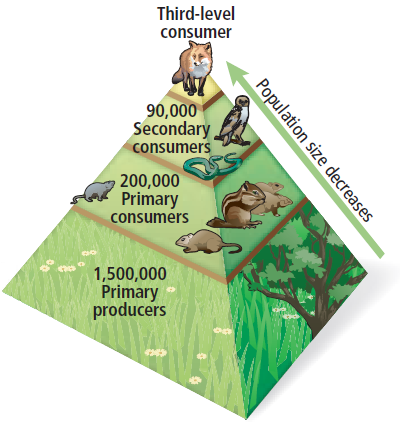 Third-level
consumer
90,000
Secondary
consumers
Population size decreases
200,000
Primary
consumers
1,500,000
Primary
producers